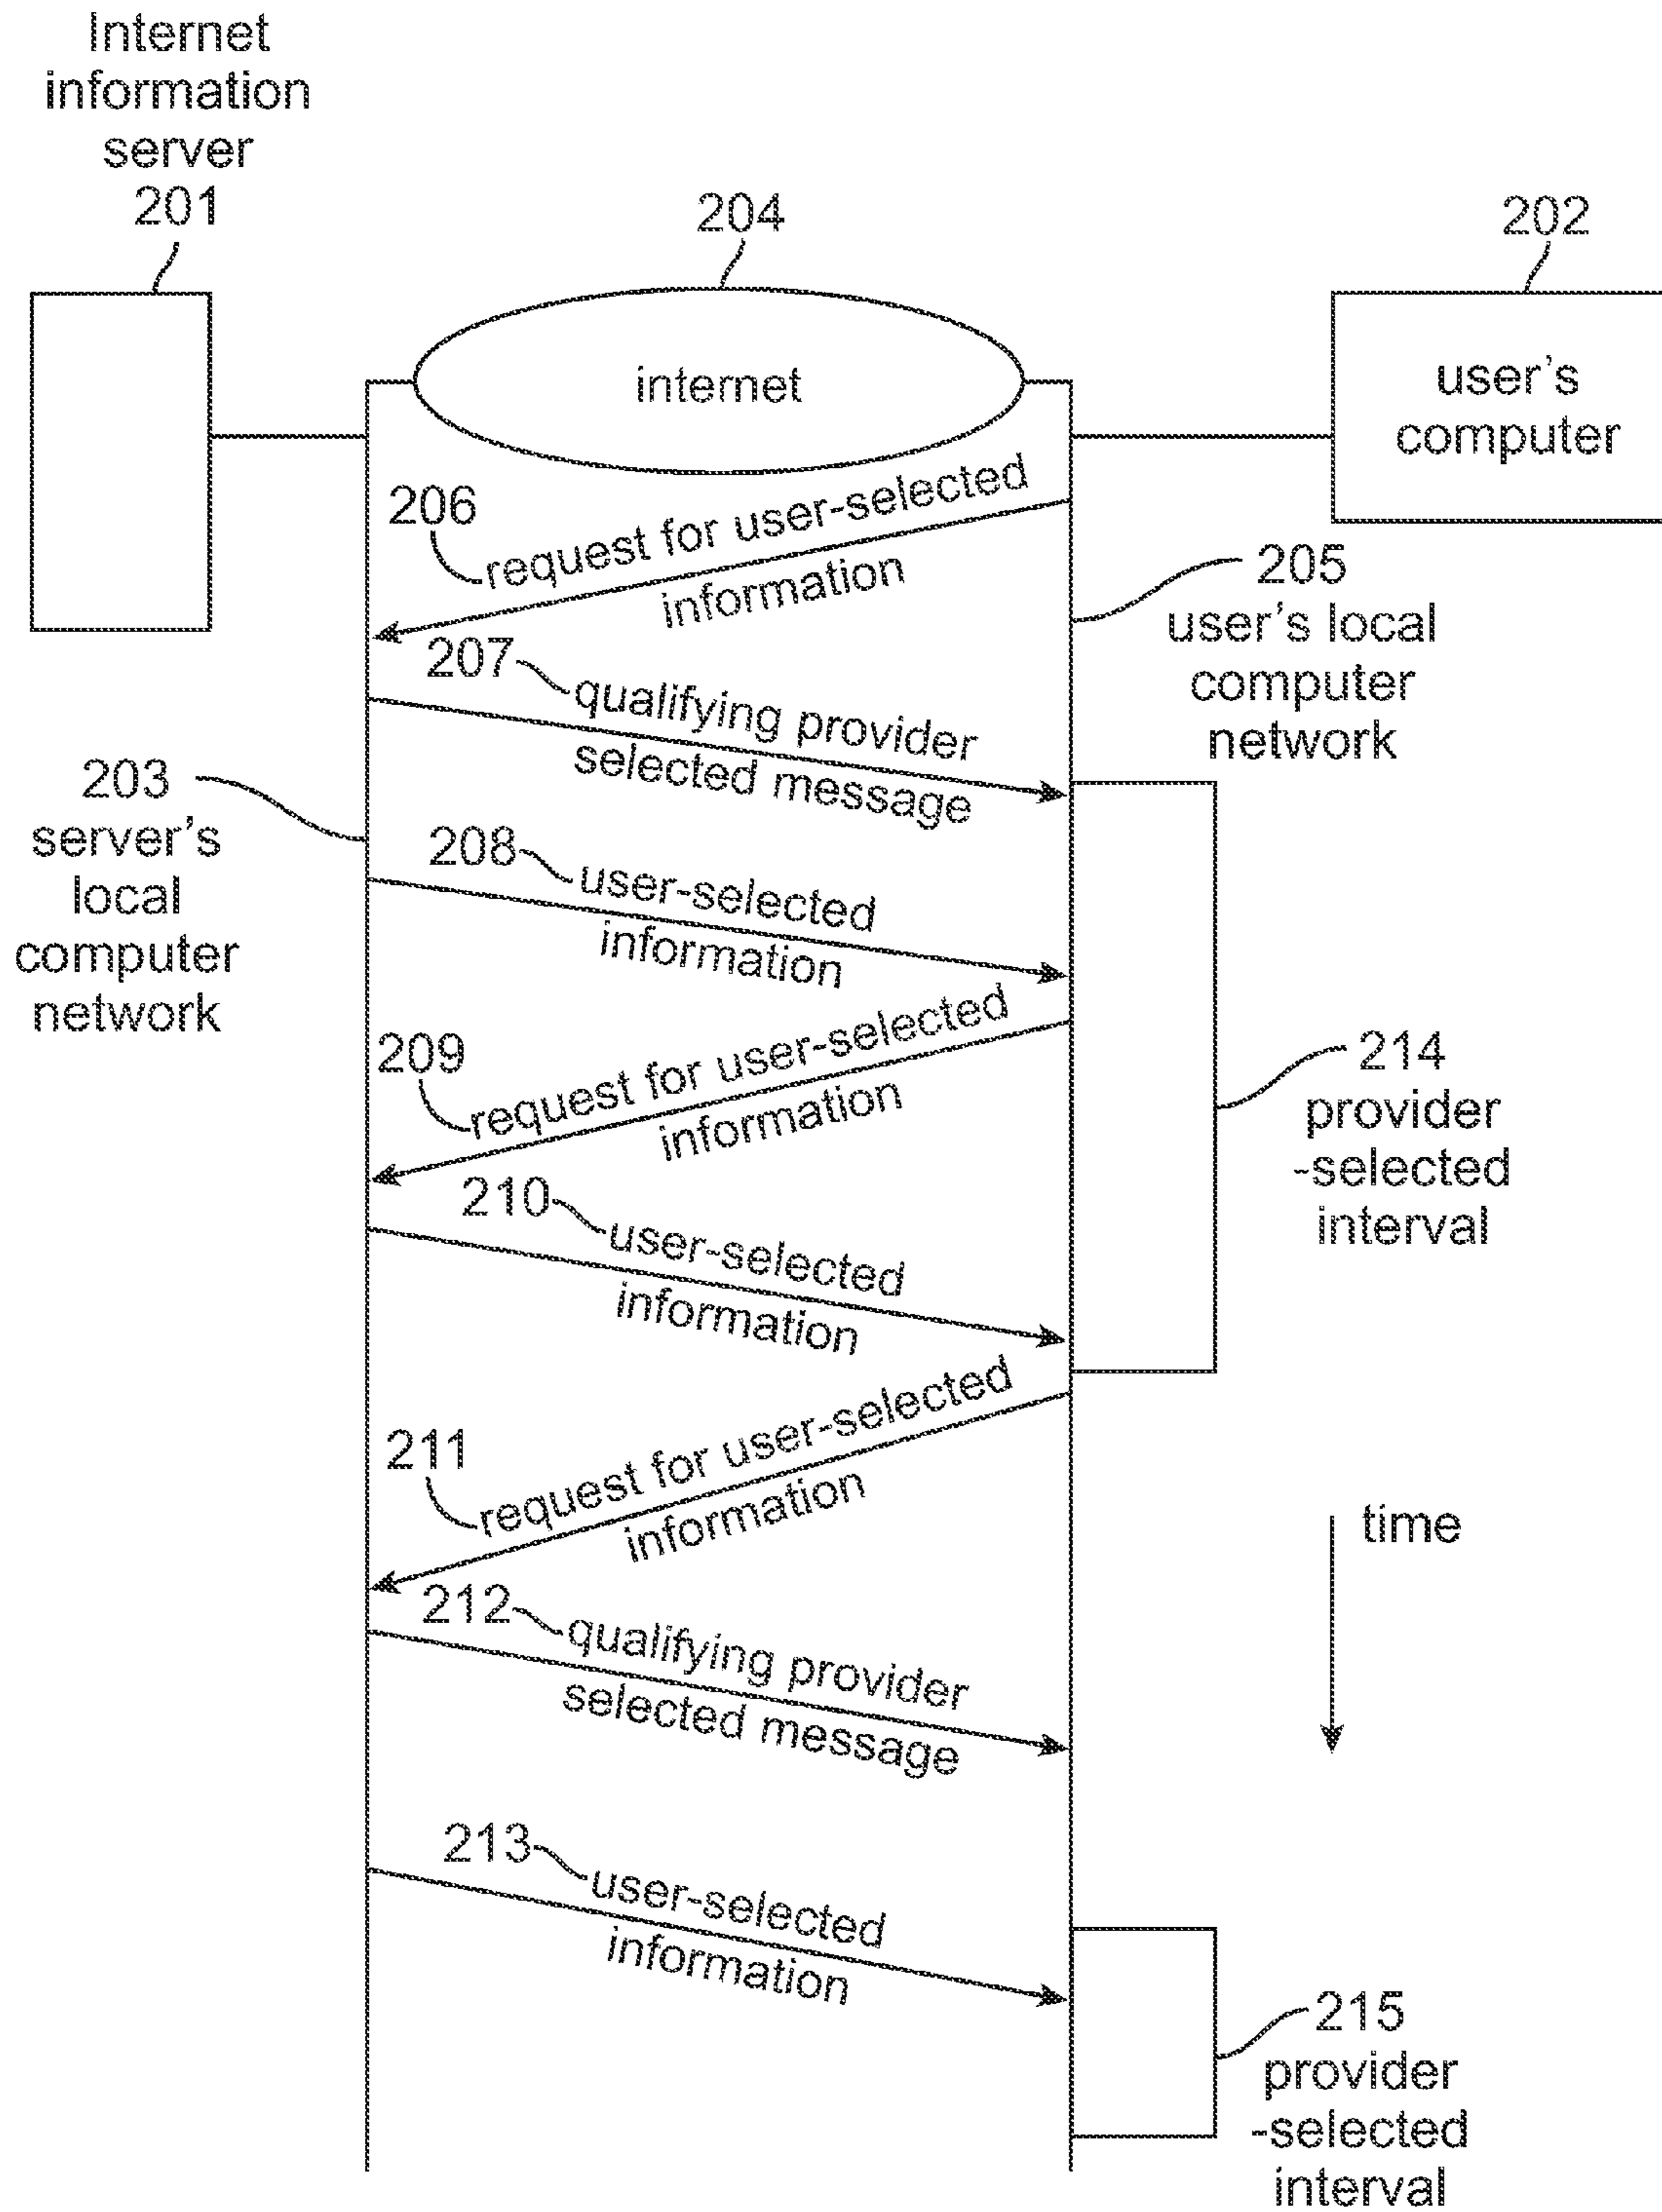 Internet
information
server
201
204
202
internet
user's
computer
206
request for user-selected
information
205
user's local
computer
network
207
qualifying provider
selected message
203
server's
local
computer
network
208
user-selected
information
209
request for user-selected
information
214
provider
-selected
interval
210
user-selected
information
211
request for user-selected
information
time
212
qualifying provider
selected message
213
user-selected
information
215
provider
-selected
interval